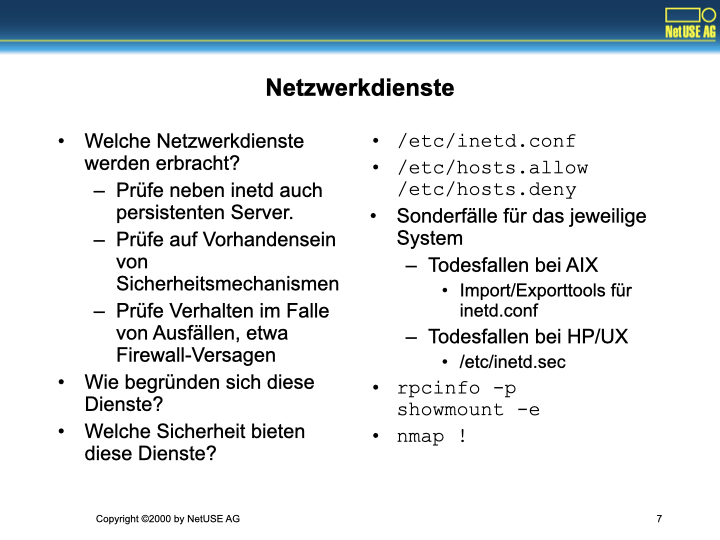 NetUSE AG
Netzwerkdienste
• Welche Netzwerkdienste
werden erbracht?
– Prüfe neben inetd auch
persistenten Server.
– Prüfe auf Vorhandensein
von
Sicherheitsmechanismen
– Prüfe Verhalten im Falle
von Ausfällen, etwa
Firewall-Versagen
• Wie begründen sich diese
Dienste?
• Welche Sicherheit bieten
diese Dienste?
• /etc/inetd.conf
• /etc/hosts.allow
/etc/hosts.deny
• Sonderfälle für das jeweilige
System
– Todesfallen bei AIX
• Import/Exporttools für
inetd.conf
– Todesfallen bei HP/UX
• /etc/inetd.sec
• rpcinfo -p
showmount -e
• nmap !
Copyright ©2000 by NetUSE AG
7